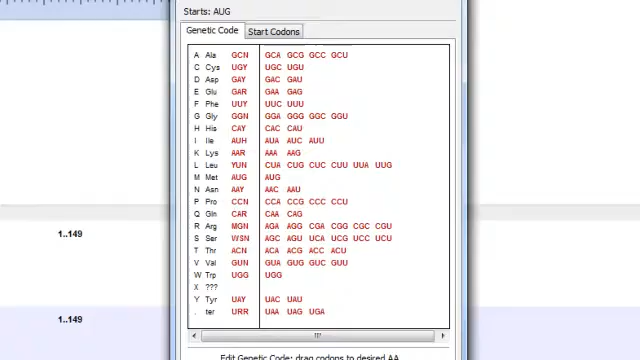 Starts: AUG
Genetic Code Start Codons
A Ala GCN GCA GCG GCC GCU
C Cys UGY UGC UGU
D Asp GAY GAC GAU
E Glu GAR GAA GAG
F Phe UUY UUC UUU
G Gly GGN GGA GGG GGC GGU
H His CAY CAC CAU
I Ile AUH AUA AUC AUU
K Lys AAR AAA AAG
L Leu YUN CUA CUG CUC CUU UUA UUG
M Met AUG AUG
N Asn AAY AAC AAU
P Pro CCN CCA CCG CCC CCU
Q Gln CAR CAA CAG
R Arg MGN AGA AGG CGA CGG CGC CGU
S Ser WSN AGC AGU UCA UCG UCC UCU
T Thr ACN ACA ACG ACC ACU
V Val GUN GUA GUG GUC GUU
W Trp UGG UGG
X ???
Y Tyr UAY UAC UAU
. ter URR UAA UAG UGA
Edit Genetic Code: drag codons to desired AA
1..149
1..149